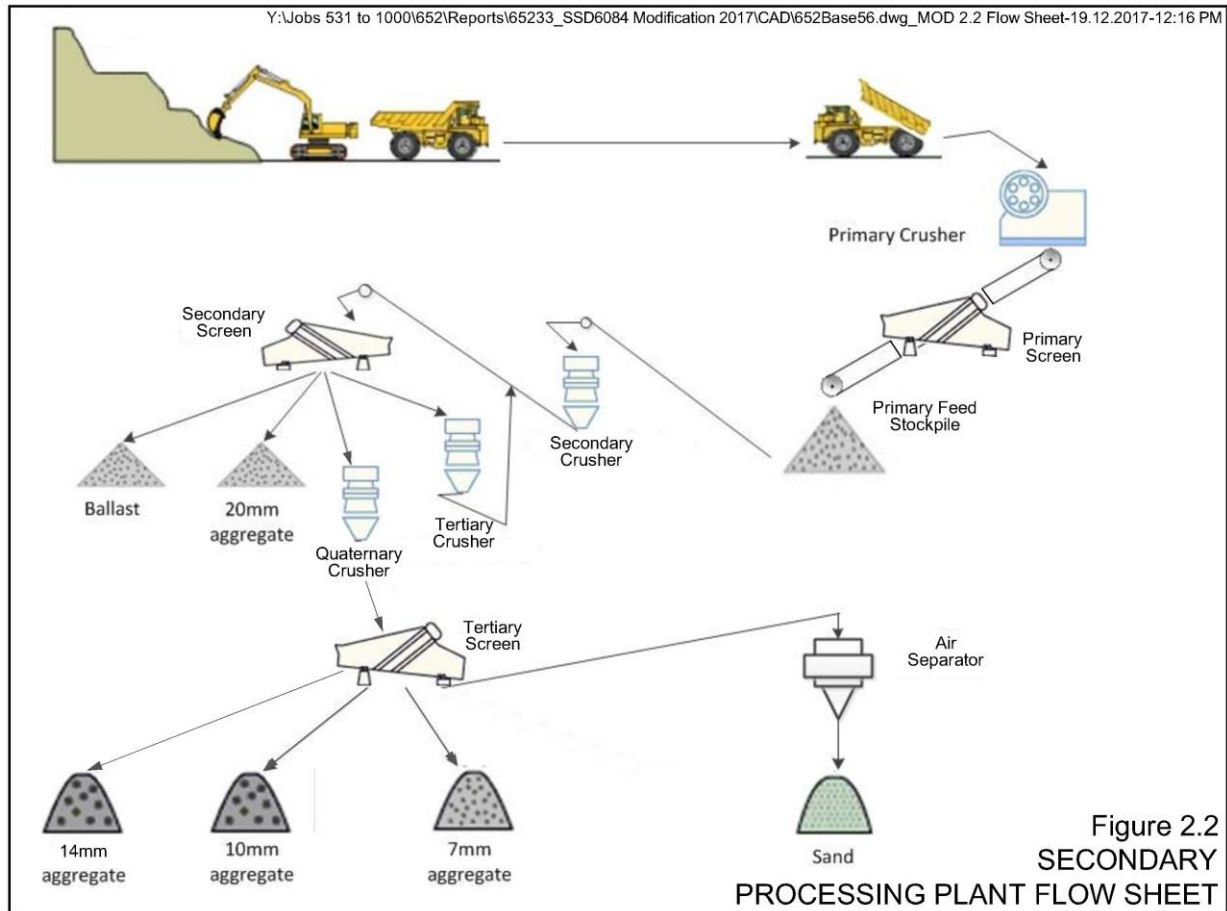 Y:\Jobs 531 to 1000\652\Reports\65233_SSD6084 Modification 2017\CAD\652Base56.dwg_MOD 2.2 Flow Sheet-19.12.2017-12:16 PM
Primary Crusher
Secondary
Screen
Primary
Screen
Primary Feed
Stockpile
Secondary
Crusher
Ballast
20mm
aggregate
Tertiary
Crusher
Quaternary
Crusher
Tertiary
Screen
Air
Separator
14mm
aggregate
10mm
aggregate
7mm
aggregate
Sand
Figure 2.2
SECONDARY
PROCESSING PLANT FLOW SHEET